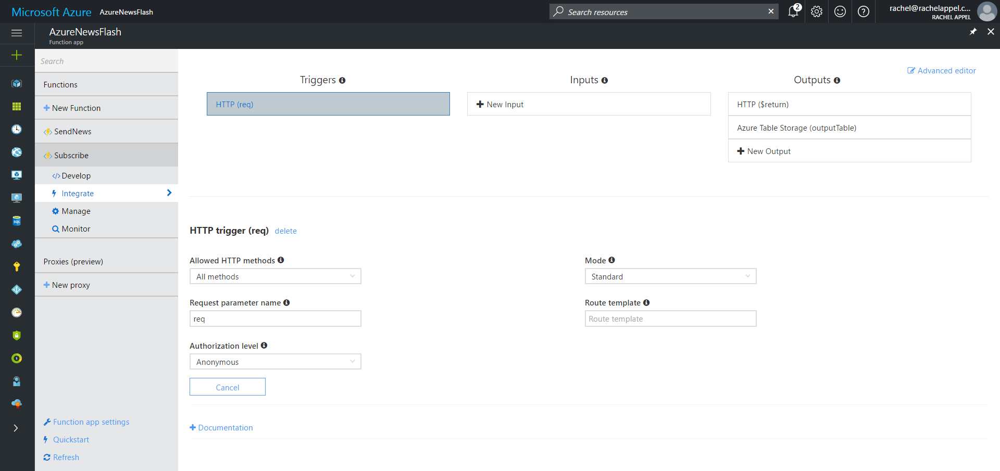 Microsoft Azure AzureNewsFlash
Search resources
2
rachel@rachelappel.c...
RACHEL APPEL
AzureNewsFlash
Function app
Search
Functions
New Function
SendNews
Subscribe
Develop
Integrate
Manage
Monitor
Proxies (preview)
New proxy
Function app settings
Quickstart
Refresh
Advanced editor
Triggers
HTTP (req)
Inputs
New Input
Outputs
HTTP ($return)
Azure Table Storage (outputTable)
New Output
HTTP trigger (req) delete
Allowed HTTP methods
All methods
Mode
Standard
Request parameter name
req
Route template
Route template
Authorization level
Anonymous
Cancel
Documentation
SQL